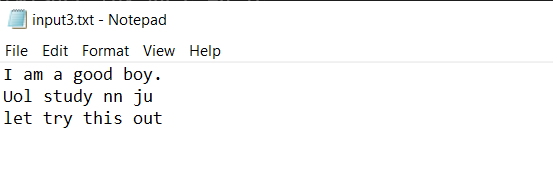 input3.txt - Notepad
File Edit Format View Help
I am a good boy.
Uol study nn ju
let try this out